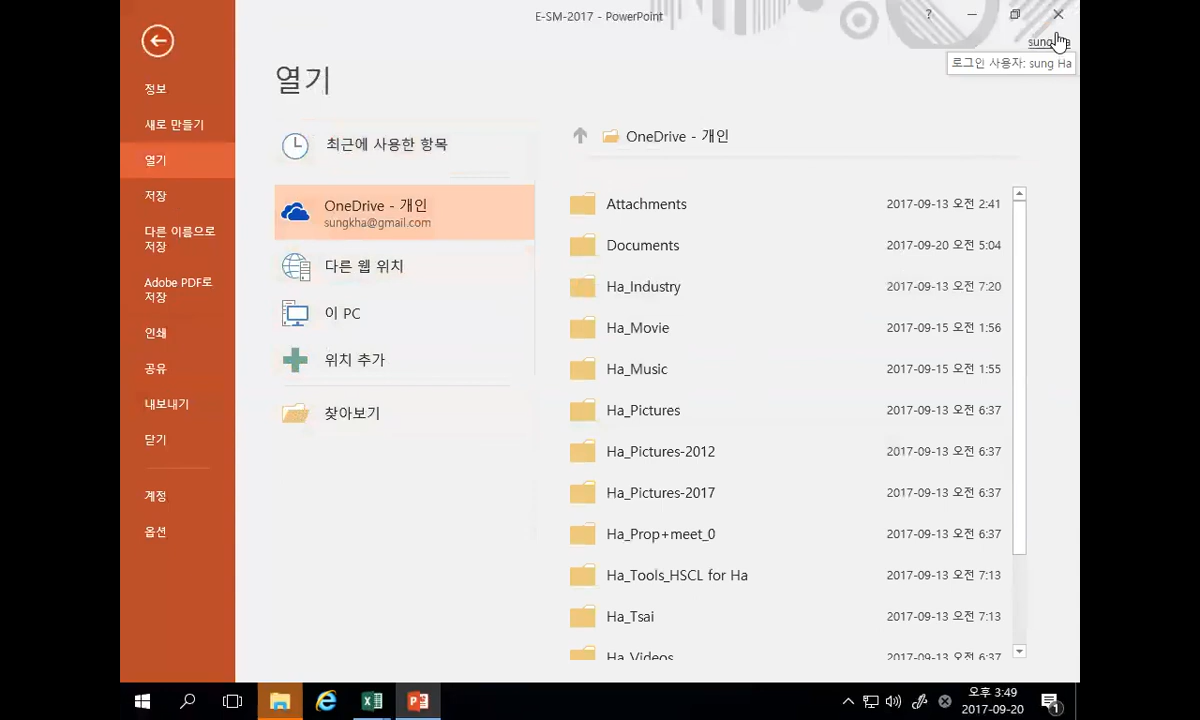 E-SM-2017 - PowerPoint
?
로그인 사용자: sung Ha
열기
정보
새로 만들기
열기
저장
다른 이름으로
저장
Adobe PDF로
저장
인쇄
공유
내보내기
닫기
계정
옵션
최근에 사용한 항목
OneDrive - 개인
sungkha@gmail.com
다른 웹 위치
이 PC
위치 추가
찾아보기
OneDrive - 개인
Attachments 2017-09-13 오전 2:41
Documents 2017-09-20 오전 5:04
Ha_Industry 2017-09-13 오전 7:20
Ha_Movie 2017-09-15 오전 1:56
Ha_Music 2017-09-15 오전 1:55
Ha_Pictures 2017-09-13 오전 6:37
Ha_Pictures-2012 2017-09-13 오전 6:37
Ha_Pictures-2017 2017-09-13 오전 6:37
Ha_Prop+meet_0 2017-09-13 오전 6:37
Ha_Tools_HSCL for Ha 2017-09-13 오전 7:13
Ha_Tsai 2017-09-13 오전 7:13
Ha_Videos 2017-09-13 오전 6:37
오후 3:49
2017-09-20
1